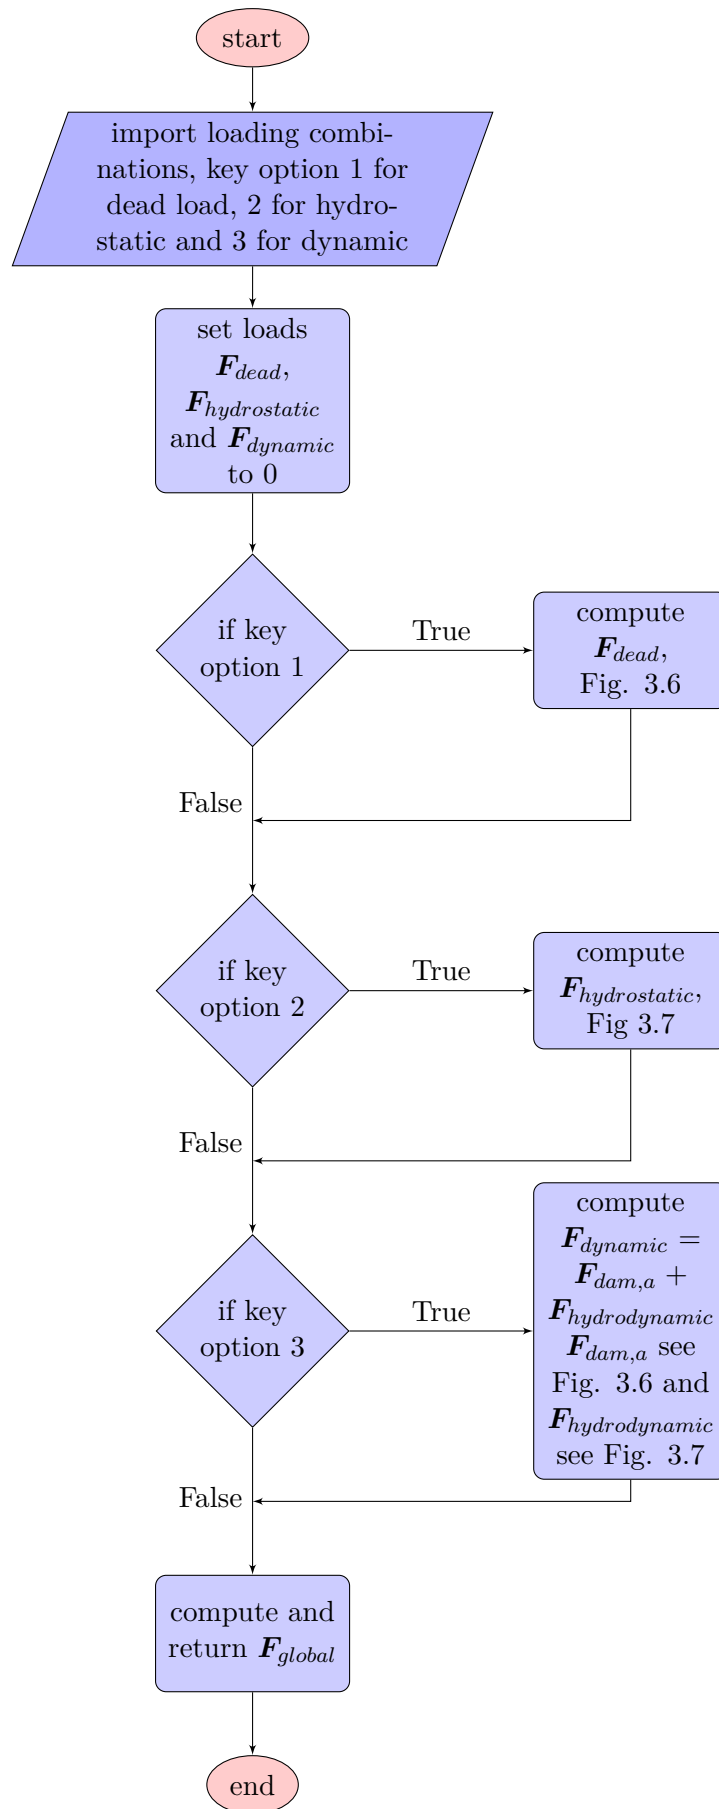 start
import loading combi-
nations, key option 1 for
dead load, 2 for hydro-
static and 3 for dynamic
set loads
F_dead,
F_hydrostatic
and F_dynamic
to 0
if key
option 1
True
compute
F_dead,
Fig. 3.6
False
if key
option 2
True
compute
F_hydrostatic,
Fig 3.7
False
if key
option 3
True
compute
F_dynamic =
F_dam,a +
F_hydrodynamic
F_dam,a see
Fig. 3.6 and
F_hydrodynamic
see Fig. 3.7
False
compute and
return F_global
end